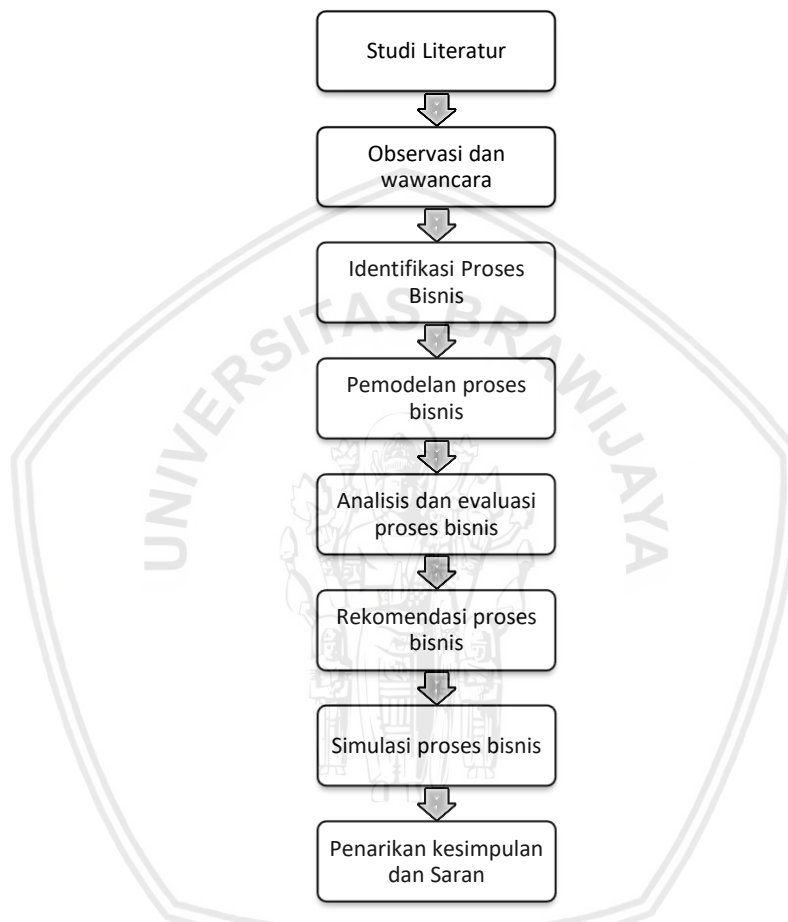 Studi Literatur
Observasi dan
wawancara
Identifikasi Proses
Bisnis
UNIVERSITAS BRAWIJAYA
Pemodelan proses
bisnis
Analisis dan evaluasi
proses bisnis
Rekomendasi proses
bisnis
Simulasi proses bisnis
Penarikan kesimpulan
dan Saran